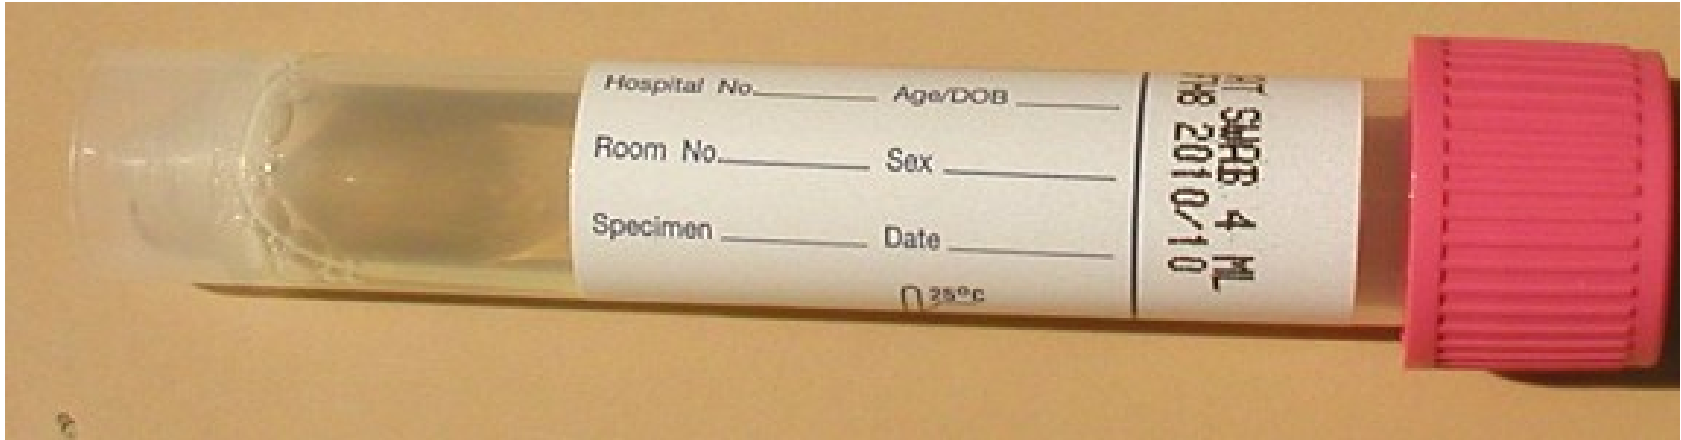 Hospital No. Age/DOB
Room No. Sex
Specimen Date
25°C
SWAB 4 ML
2010/10